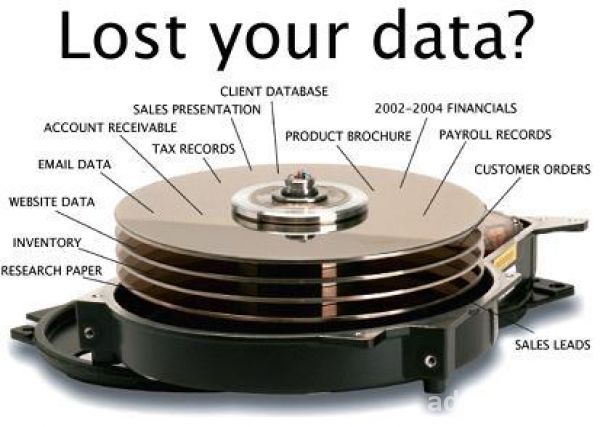 Lost your data?
CLIENT DATABASE
SALES PRESENTATION
2002-2004 FINANCIALS
ACCOUNT RECEIVABLE
PRODUCT BROCHURE
PAYROLL RECORDS
TAX RECORDS
EMAIL DATA
CUSTOMER ORDERS
WEBSITE DATA
INVENTORY
RESEARCH PAPER
SALES LEADS